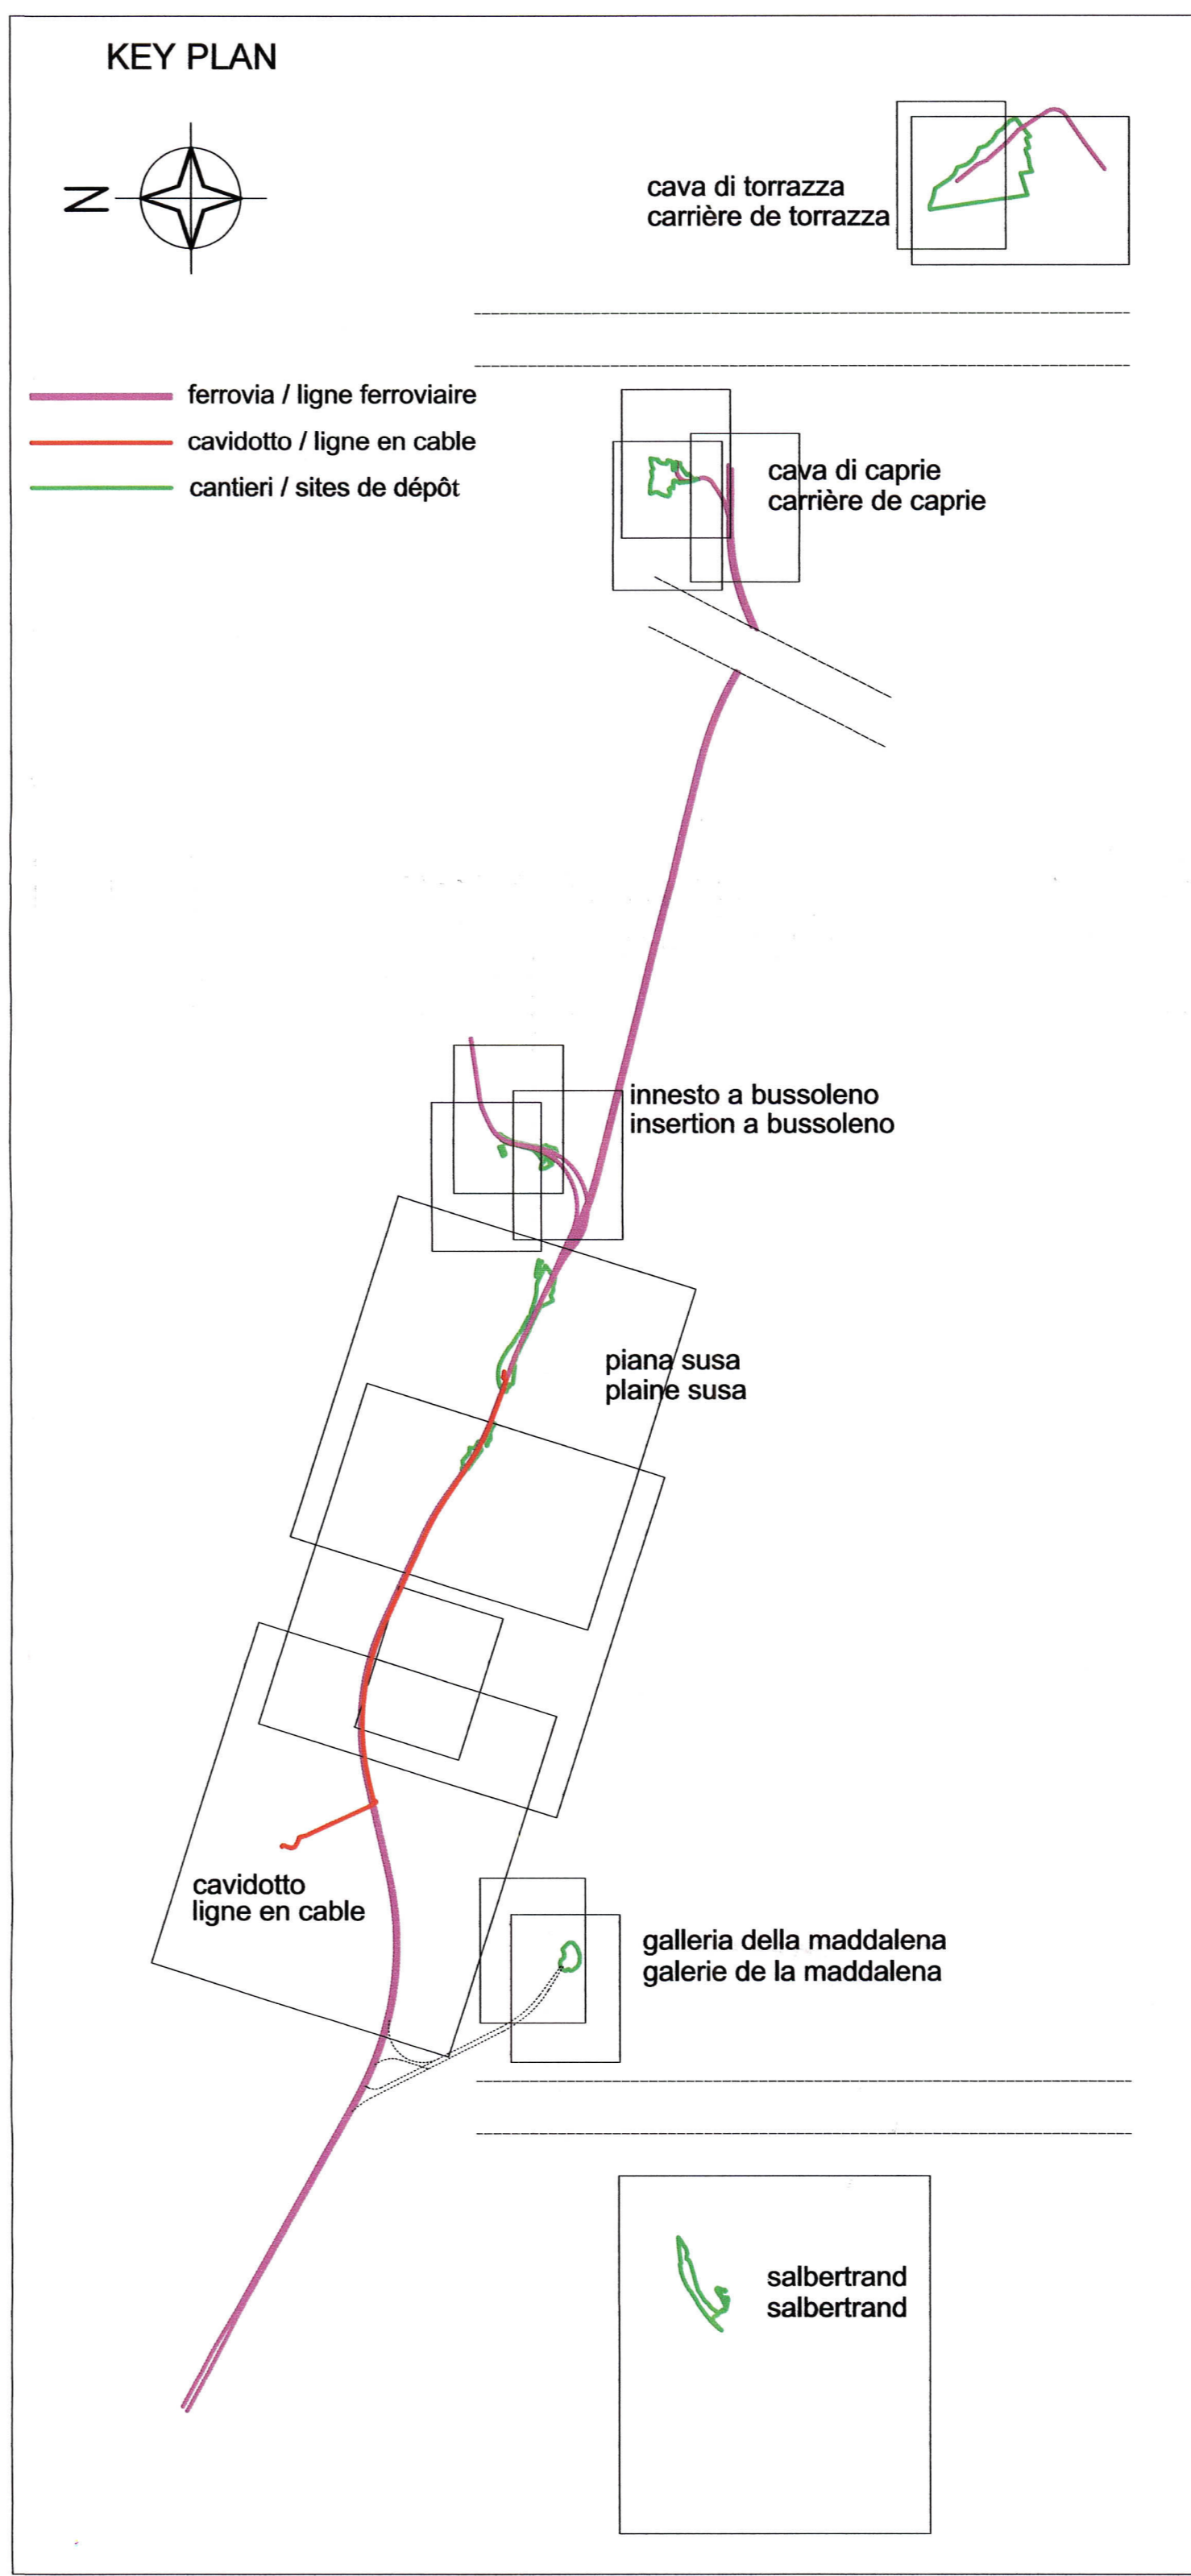 KEY PLAN
N
cava di torrazza
carrière de torrazza
ferrovia / ligne ferroviaire
cavidotto / ligne en cable
cantieri / sites de dépôt
cava di caprie
carrière de caprie
innesto a bussoleno
insertion a bussoleno
piana susa
plaine susa
cavidotto
ligne en cable
galleria della maddalena
galerie de la maddalena
salbertrand
salbertrand